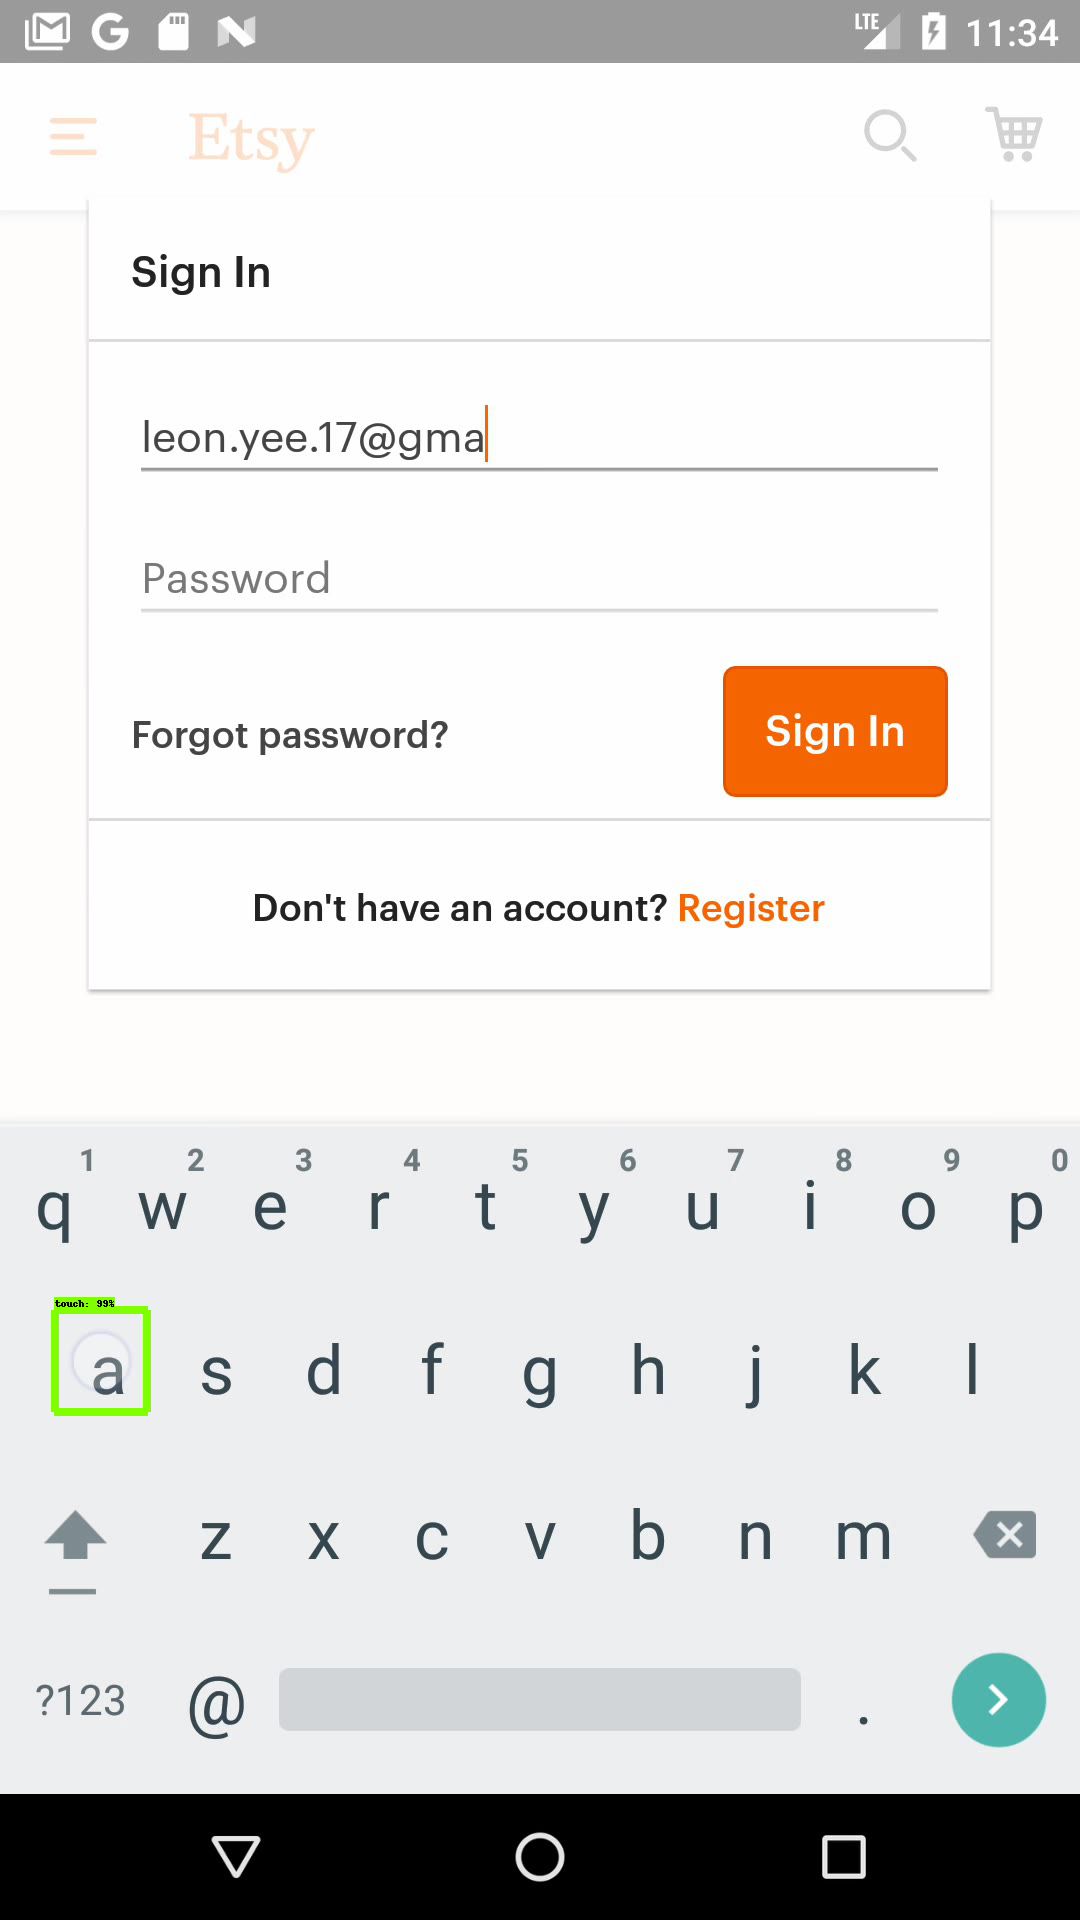 LTE 11:34
Etsy
Sign In
leon.yee.17@gma
Password
Forgot password? Sign In
Don't have an account? Register
1 2 3 4 5 6 7 8 9 0
q w e r t y u i o p
touch: 99%
a s d f g h j k l
z x c v b n m
?123 @ .